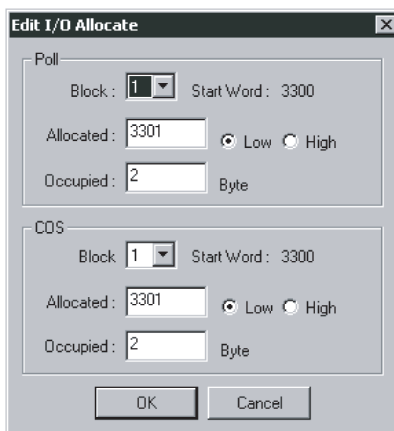 Edit I/O Allocate
Poll
Block : 1 Start Word : 3300
Allocated : 3301 Low High
Occupied : 2 Byte
COS
Block 1 Start Word : 3300
Allocated : 3301 Low High
Occupied : 2 Byte
OK Cancel